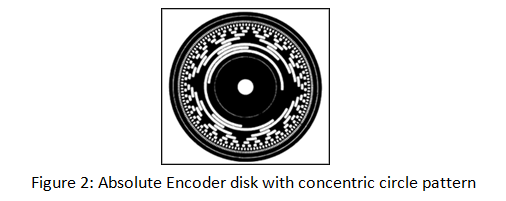 Figure 2: Absolute Encoder disk with concentric circle pattern